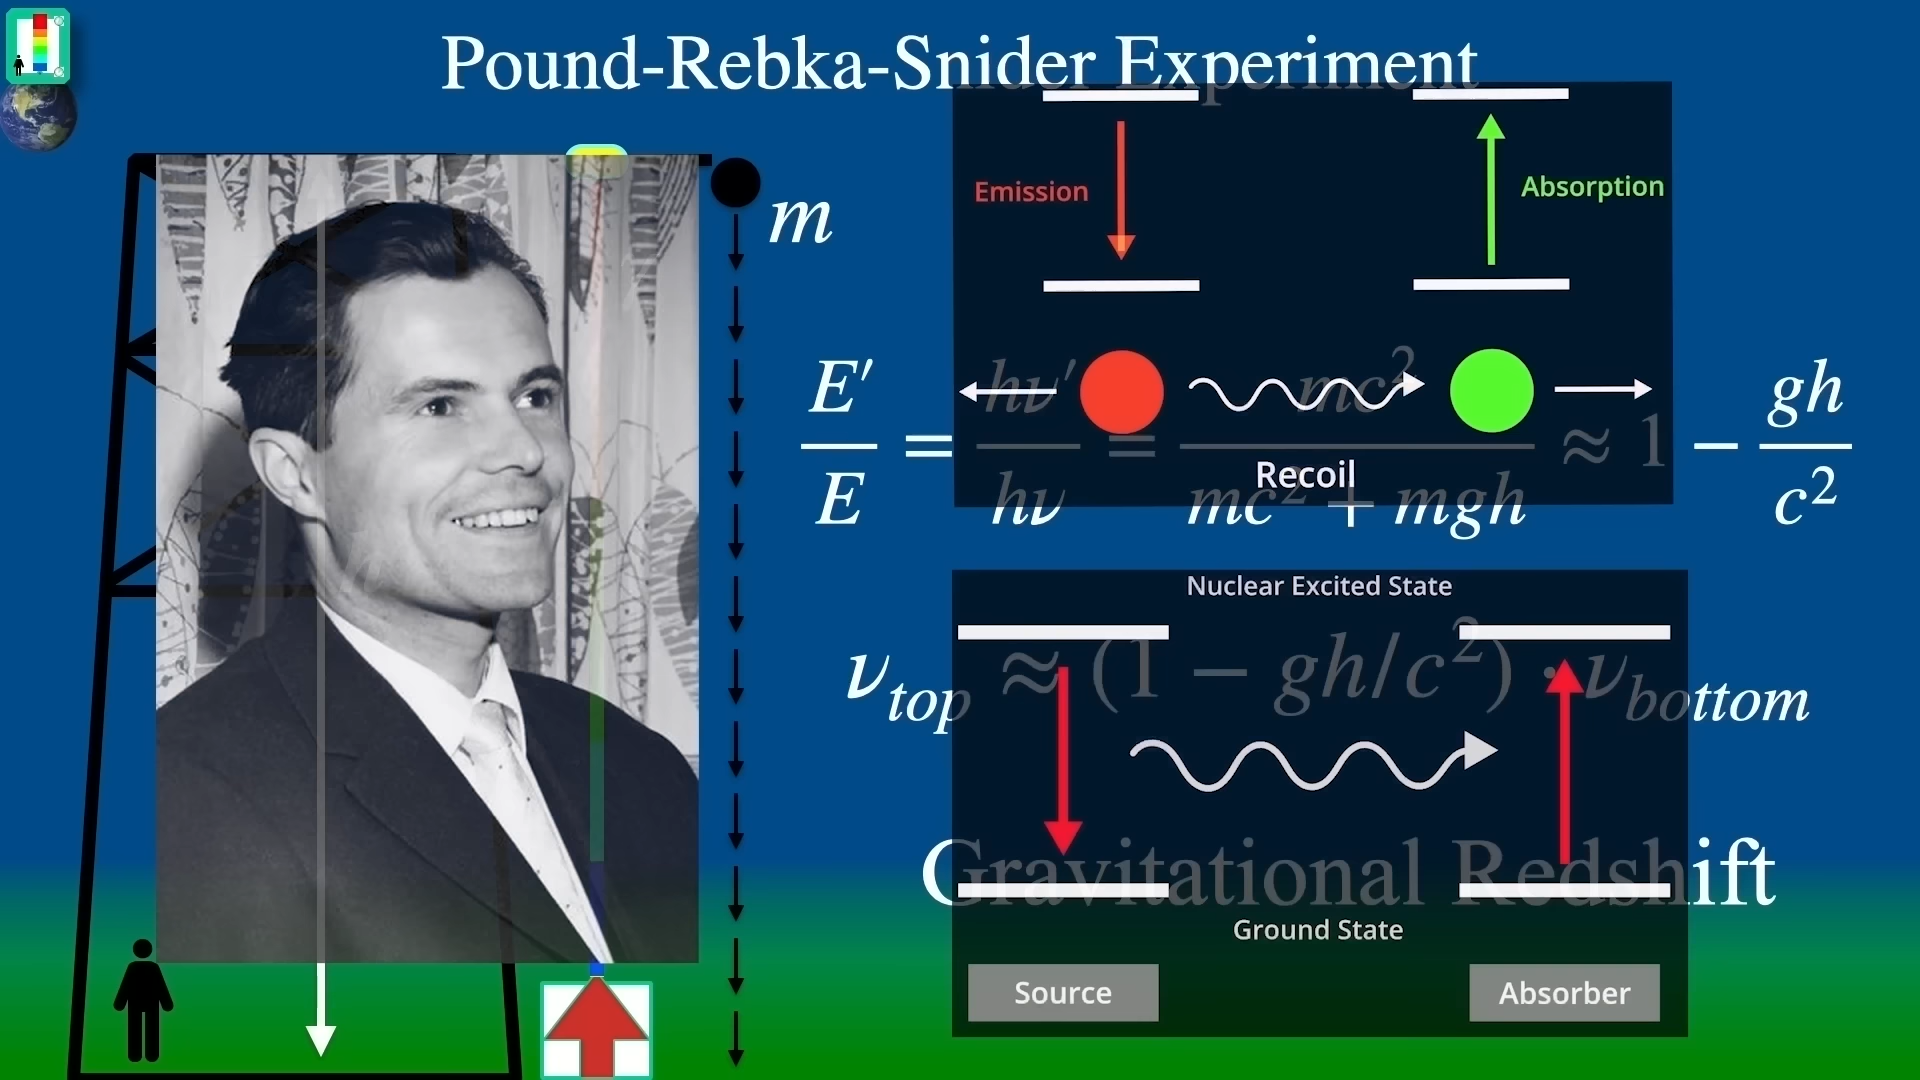 Pound-Rebka-Snider Experiment
m
Emission
Absorption
E′/E = hν′/hν = mc²/(mc² + mgh) ≈ 1 − gh/c²
Recoil
Nuclear Excited State
ν_top ≈ (1 − gh/c²) · ν_bottom
Gravitational Redshift
Ground State
Source
Absorber